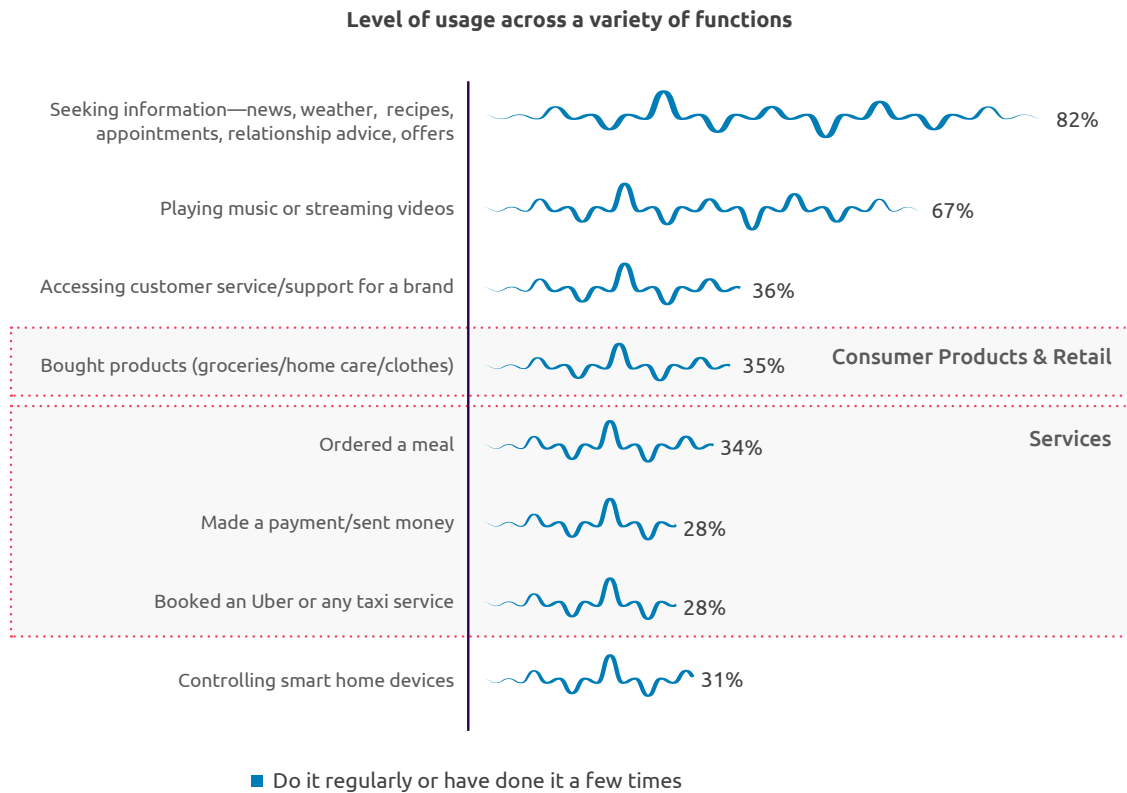 Level of usage across a variety of functions
Seeking information—news, weather, recipes,
appointments, relationship advice, offers
82%
Playing music or streaming videos
67%
Accessing customer service/support for a brand
36%
Bought products (groceries/home care/clothes)
35%
Consumer Products & Retail
Ordered a meal
34%
Services
Made a payment/sent money
28%
Booked an Uber or any taxi service
28%
Controlling smart home devices
31%
Do it regularly or have done it a few times